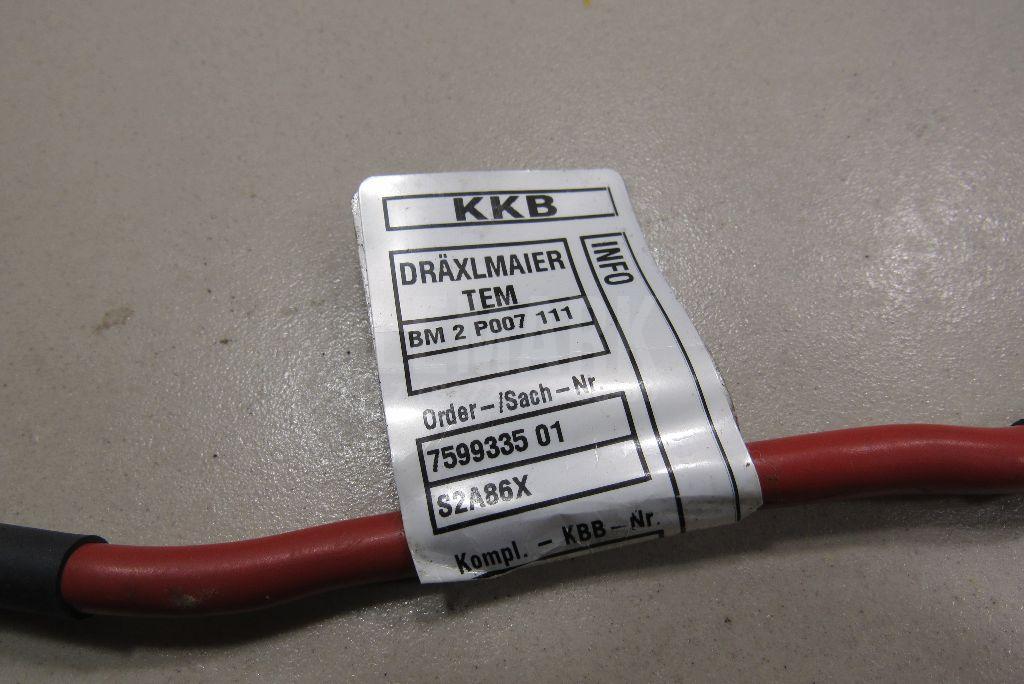 KKB
DRÄXLMAIER
TEM
BM 2 P007 111
INFO
Order-/Sach-Nr.
7599335 01
S2A86X
Kompl. - KBB-Nr.